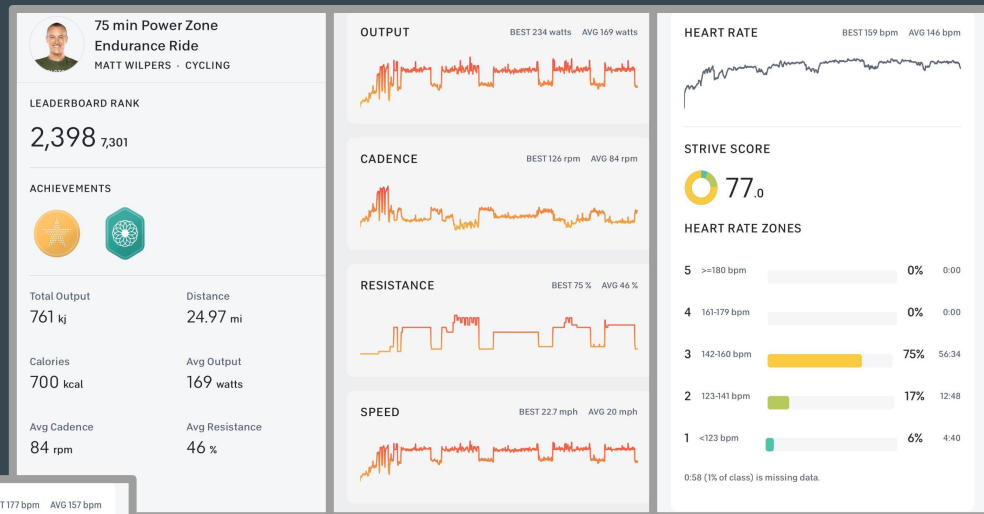 75 min Power Zone
Endurance Ride
MATT WILPERS · CYCLING
LEADERBOARD RANK
2,398 7,301
ACHIEVEMENTS
Total Output Distance
761 kj 24.97 mi
Calories Avg Output
700 kcal 169 watts
Avg Cadence Avg Resistance
84 rpm 46 %
OUTPUT BEST 234 watts AVG 169 watts
CADENCE BEST 126 rpm AVG 84 rpm
RESISTANCE BEST 75 % AVG 46 %
SPEED BEST 22.7 mph AVG 20 mph
HEART RATE BEST 159 bpm AVG 146 bpm
STRIVE SCORE
77.0
HEART RATE ZONES
5 >=180 bpm 0% 0:00
4 161-179 bpm 0% 0:00
3 142-160 bpm 75% 56:34
2 123-141 bpm 17% 12:48
1 <123 bpm 6% 4:40
0:58 (1% of class) is missing data.
T 177 bpm AVG 157 bpm